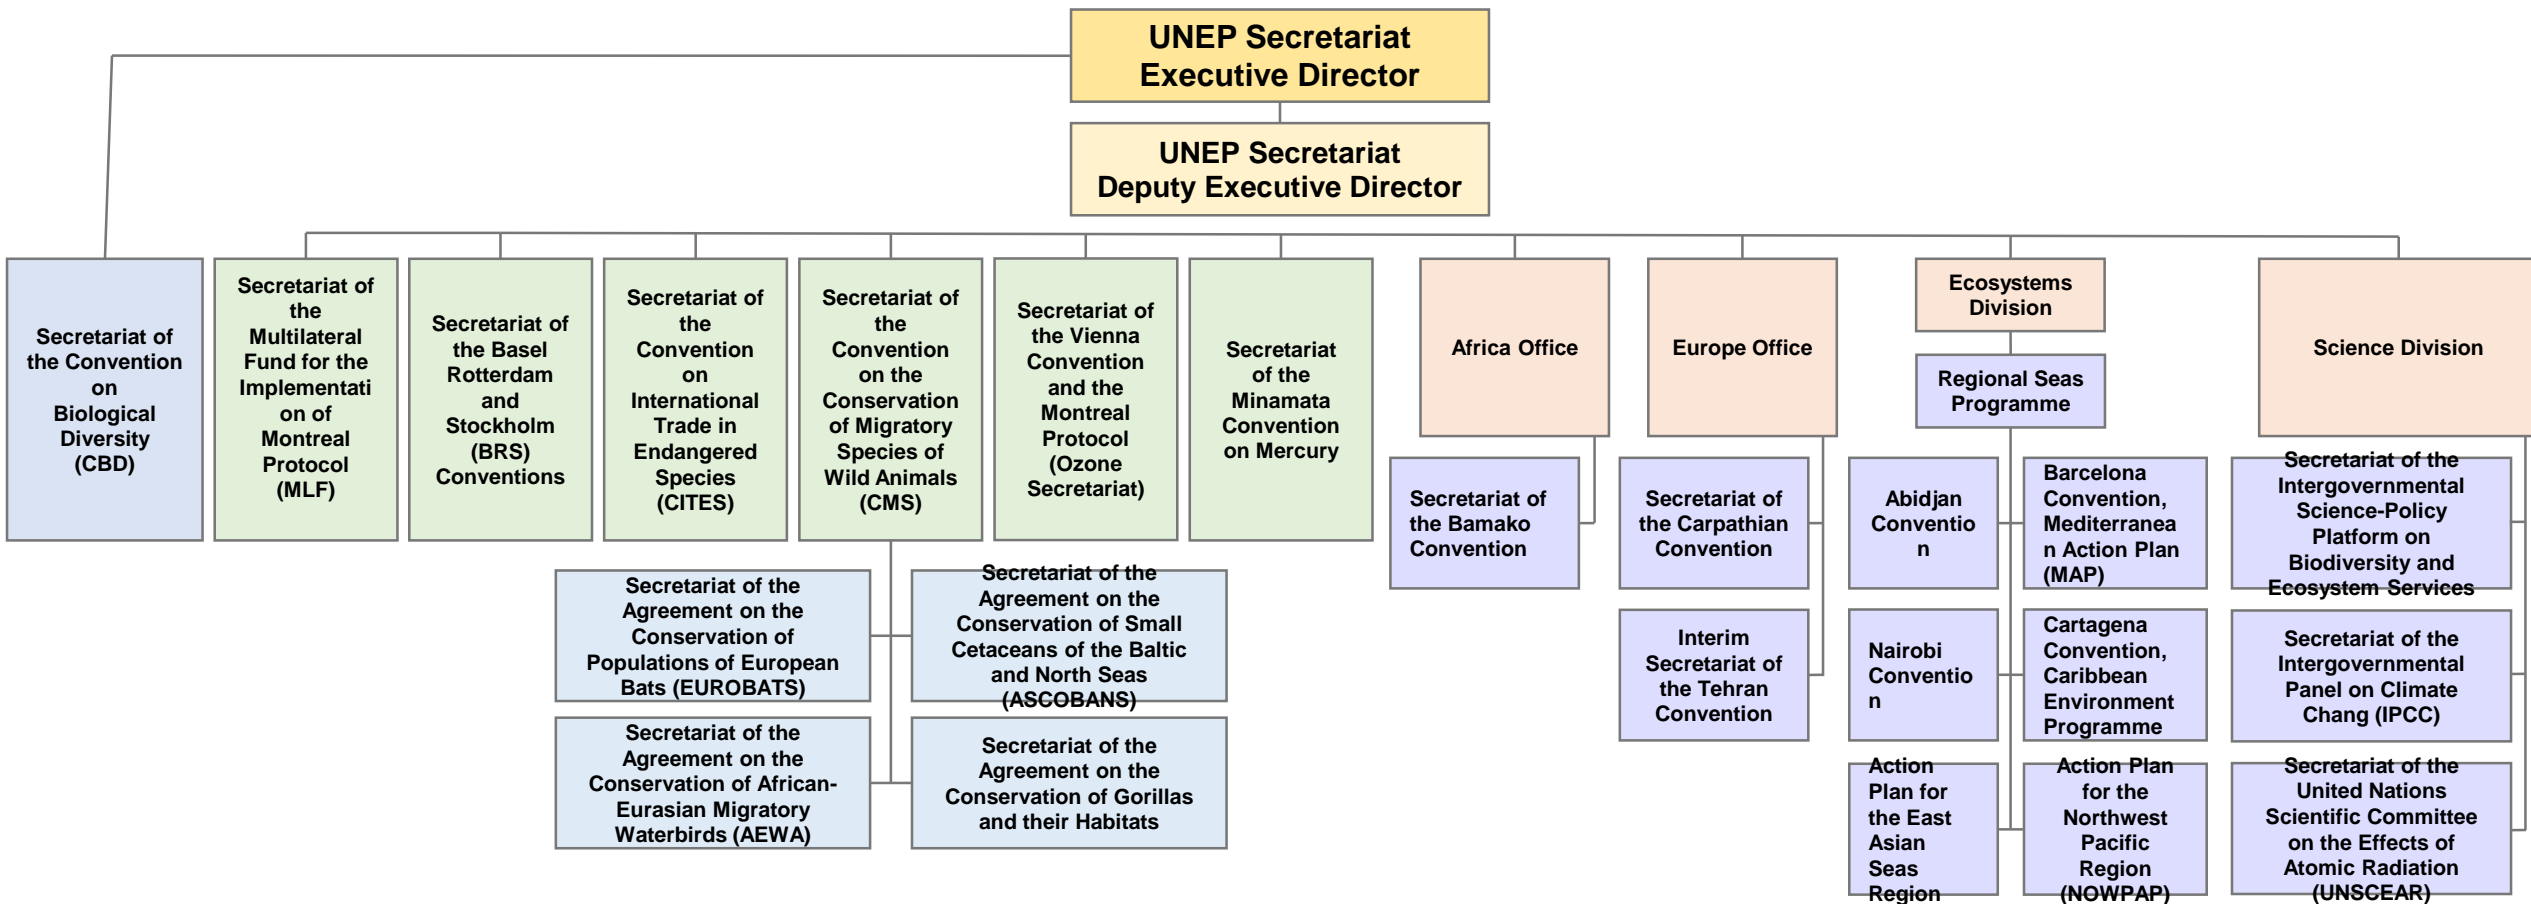 UNEP Secretariat
Executive Director
UNEP Secretariat
Deputy Executive Director
Secretariat of
the Convention
on
Biological
Diversity
(CBD)
Secretariat of
the
Multilateral
Fund for the
Implementati
on of
Montreal
Protocol
(MLF)
Secretariat of
the Basel
Rotterdam
and
Stockholm
(BRS)
Conventions
Secretariat of
the
Convention
on
International
Trade in
Endangered
Species
(CITES)
Secretariat of
the
Convention
on the
Conservation
of Migratory
Species of
Wild Animals
(CMS)
Secretariat of
the Vienna
Convention
and the
Montreal
Protocol
(Ozone
Secretariat)
Secretariat
of the
Minamata
Convention
on Mercury
Africa Office
Europe Office
Ecosystems
Division
Regional Seas
Programme
Science Division
Secretariat of the
Agreement on the
Conservation of
Populations of European
Bats (EUROBATS)
Secretariat of the
Agreement on the
Conservation of Small
Cetaceans of the Baltic
and North Seas
(ASCOBANS)
Secretariat of the
Agreement on the
Conservation of African-
Eurasian Migratory
Waterbirds (AEWA)
Secretariat of the
Agreement on the
Conservation of Gorillas
and their Habitats
Secretariat of
the Bamako
Convention
Secretariat of
the Carpathian
Convention
Interim
Secretariat of
the Tehran
Convention
Abidjan
Conventio
n
Barcelona
Convention,
Mediterranea
n Action Plan
(MAP)
Nairobi
Conventio
n
Cartagena
Convention,
Caribbean
Environment
Programme
Action
Plan for
the East
Asian
Seas
Region
Action Plan
for the
Northwest
Pacific
Region
(NOWPAP)
Secretariat of the
Intergovernmental
Science-Policy
Platform on
Biodiversity and
Ecosystem Services
Secretariat of the
Intergovernmental
Panel on Climate
Chang (IPCC)
Secretariat of the
United Nations
Scientific Committee
on the Effects of
Atomic Radiation
(UNSCEAR)